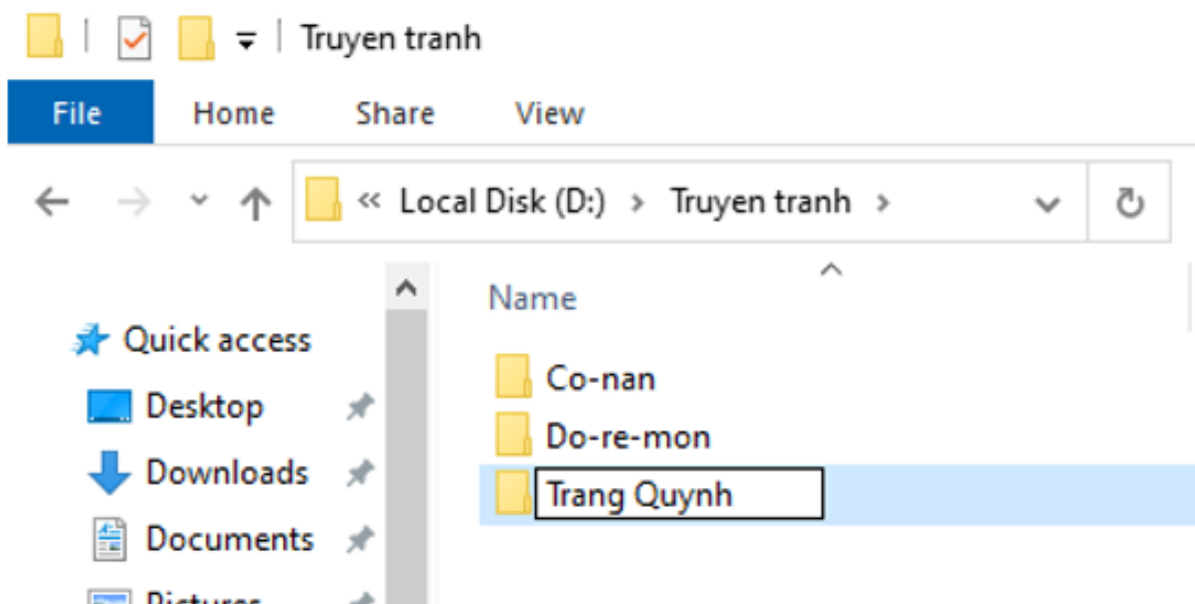 Truyen tranh
File Home Share View
« Local Disk (D:) > Truyen tranh >
Name
Quick access
Co-nan
Desktop
Do-re-mon
Downloads
Trang Quynh
Documents
Pictures